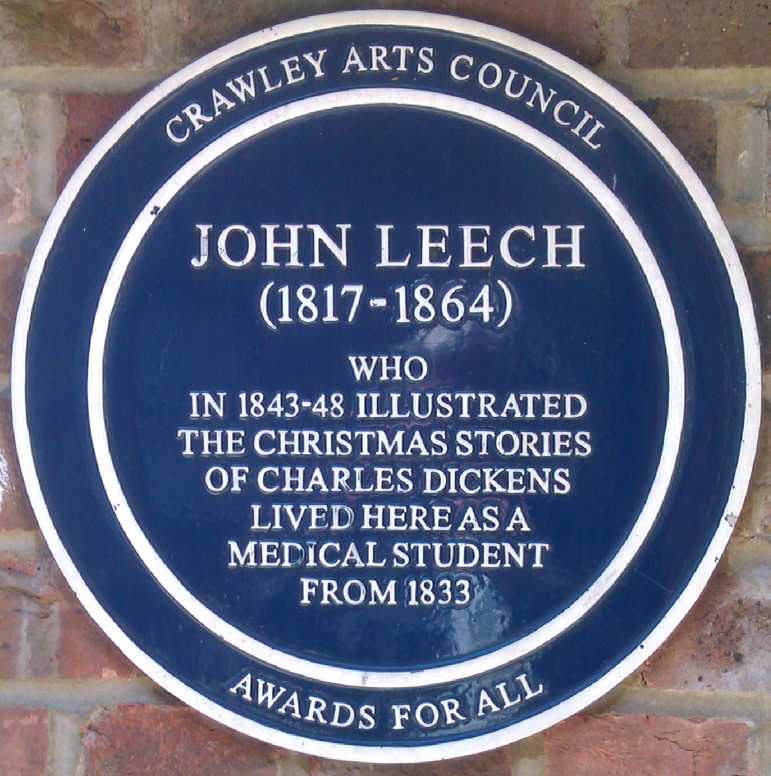 CRAWLEY ARTS COUNCIL
JOHN LEECH
(1817-1864)
WHO
IN 1843-48 ILLUSTRATED
THE CHRISTMAS STORIES
OF CHARLES DICKENS
LIVED HERE AS A
MEDICAL STUDENT
FROM 1833
AWARDS FOR ALL